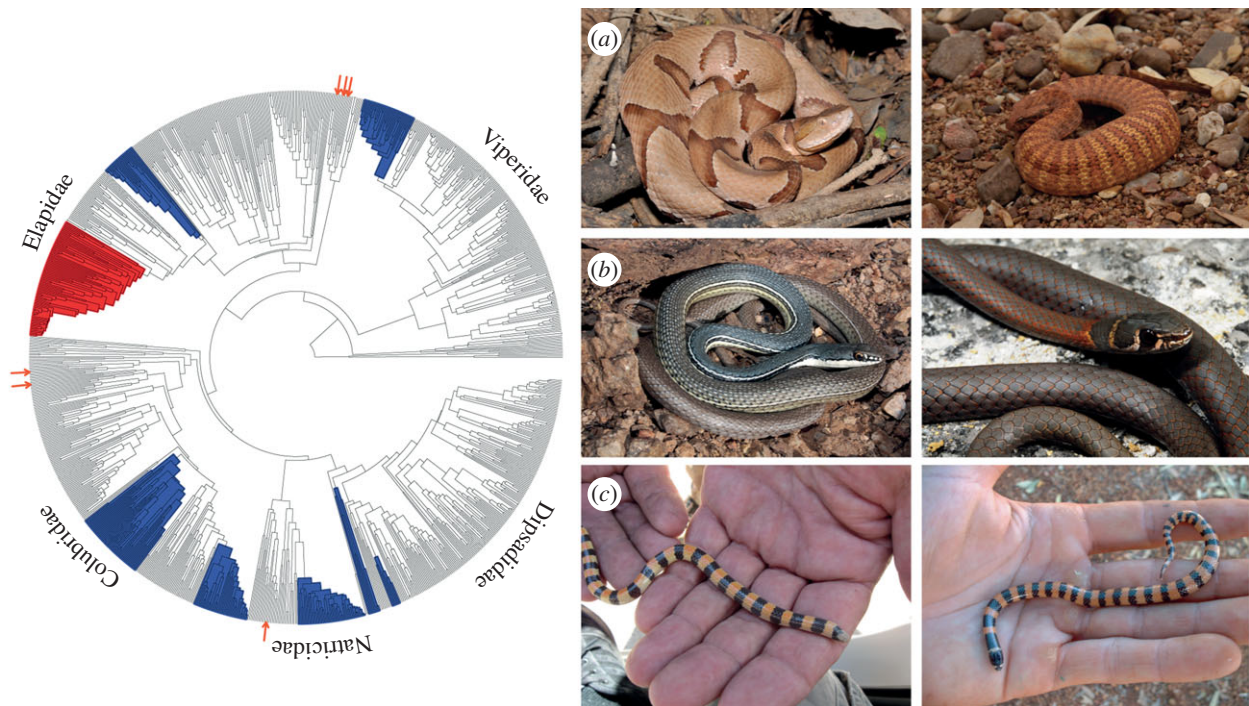 Elapidae
Viperidae
Colubridae
Natricidae
Dipsadidae
(a)
(b)
(c)